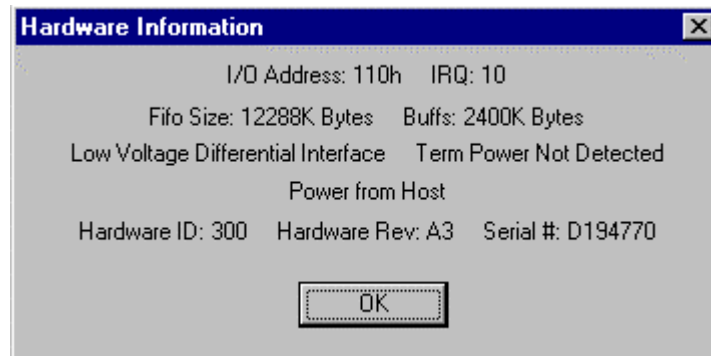 Hardware Information
I/O Address: 110h IRQ: 10
Fifo Size: 12288K Bytes Buffs: 2400K Bytes
Low Voltage Differential Interface Term Power Not Detected
Power from Host
Hardware ID: 300 Hardware Rev: A3 Serial #: D194770
OK